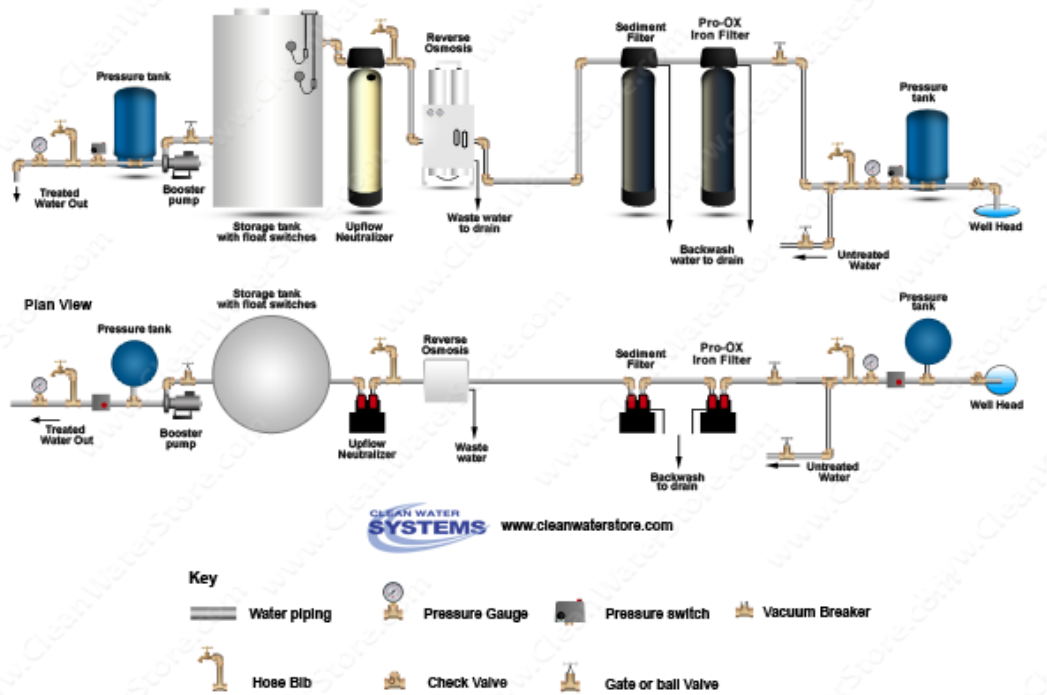 Sediment
Filter
Pro-OX
Iron Filter
Reverse
Osmosis
Pressure tank
Pressure
tank
Treated
Water Out
Booster
pump
Storage tank
with float switches
Upflow
Neutralizer
Waste water
to drain
Backwash
water to drain
Untreated
Water
Well Head
Plan View
Storage tank
with float switches
Pressure tank
Reverse
Osmosis
Sediment
Filter
Pro-OX
Iron Filter
Pressure
tank
Treated
Water Out
Booster
pump
Upflow
Neutralizer
Waste
water
Backwash
to drain
Untreated
Water
Well Head
CLEAN WATER
SYSTEMS
www.cleanwaterstore.com
Key
Water piping
Pressure Gauge
Pressure switch
Vacuum Breaker
Hose Bib
Check Valve
Gate or ball Valve
www.CleanWaterStore.com